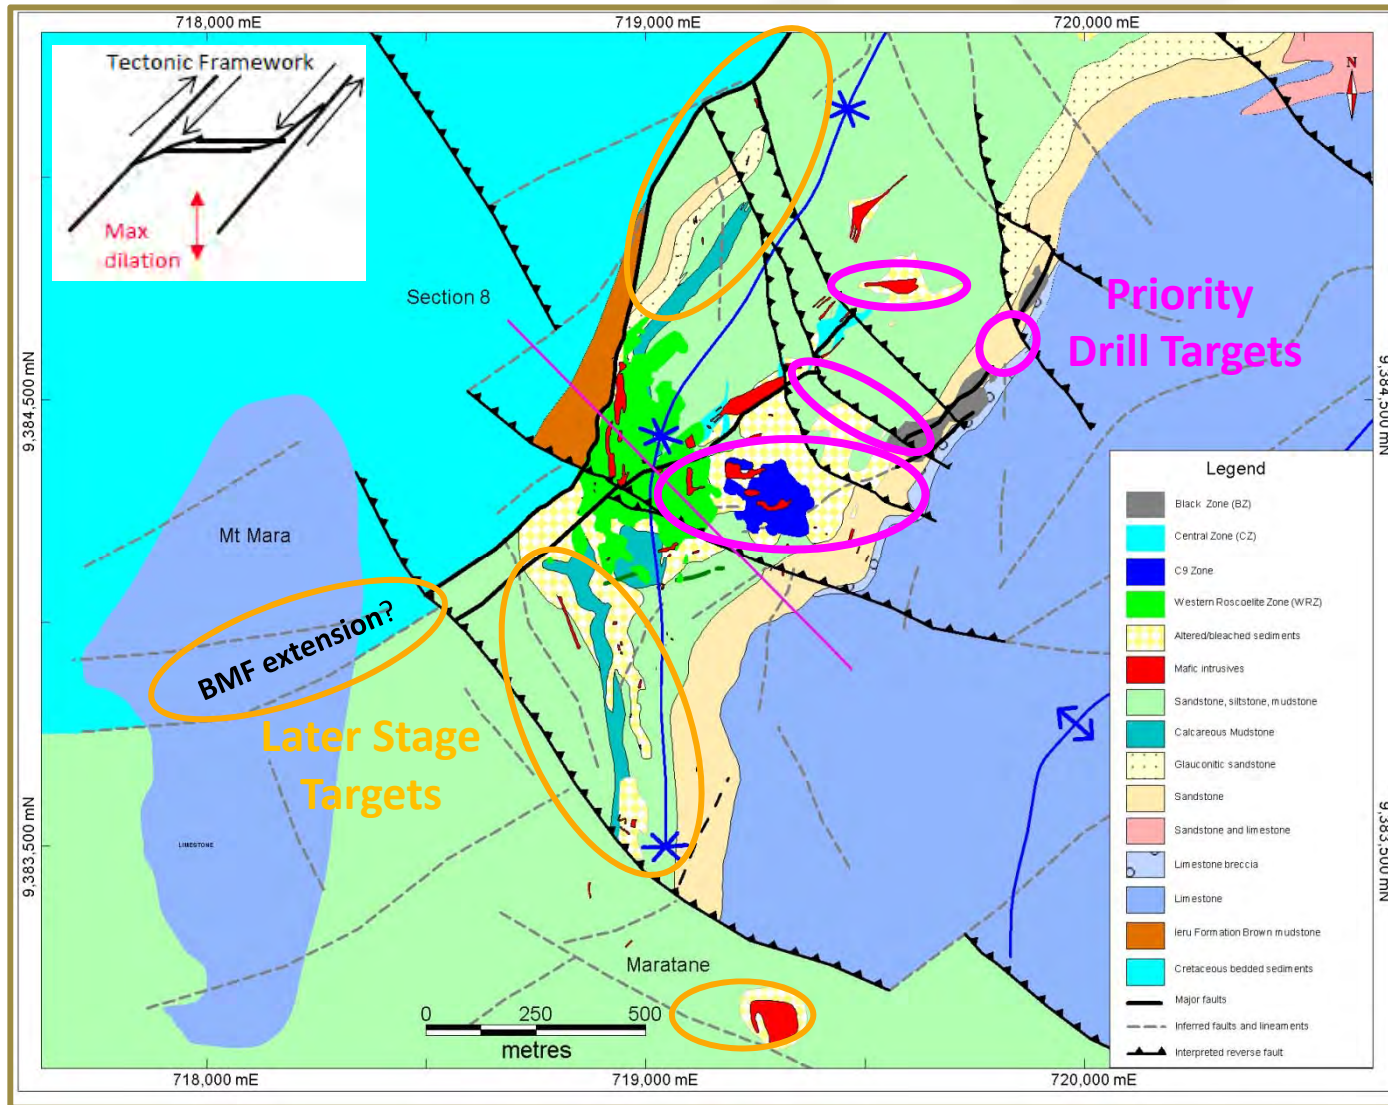 718,000 mE
719,000 mE
720,000 mE
Tectonic Framework
Max
dilation
N
Section 8
Priority
Drill Targets
9,384,500 mN
9,384,500 mN
Mt Mara
BMF extension?
Later Stage
Targets
LIMESTONE
9,383,500 mN
9,383,500 mN
Maratane
0
250
500
metres
Legend
Black Zone (BZ)
Central Zone (CZ)
C9 Zone
Western Roscoelite Zone (WRZ)
Altered/bleached sediments
Mafic intrusives
Sandstone, siltstone, mudstone
Calcareous Mudstone
Glauconitic sandstone
Sandstone
Sandstone and limestone
Limestone breccia
Limestone
Ieru Formation Brown mudstone
Cretaceous bedded sediments
Major faults
Inferred faults and lineaments
Interpreted reverse fault
718,000 mE
719,000 mE
720,000 mE